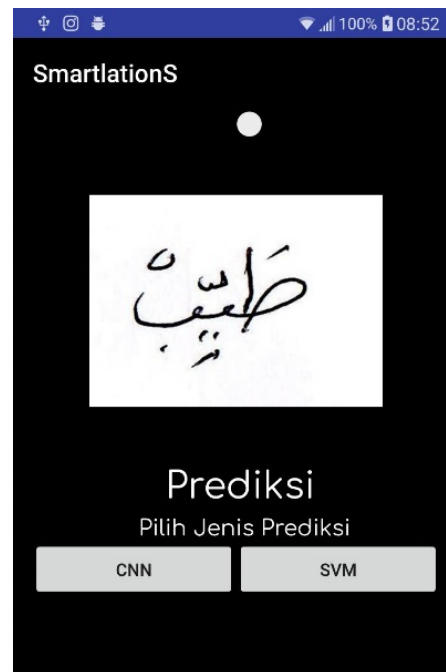 100% 08:52
SmartlationS
طَيِّبْ
Prediksi
Pilih Jenis Prediksi
CNN SVM